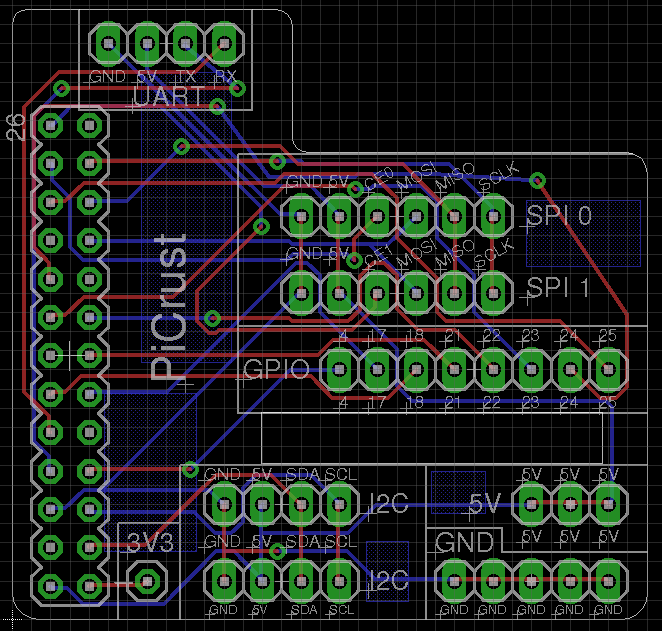 GND 5V TX RX
UART
26
PiCrust
GND 5V CE0 MOSI MISO SCLK
SPI 0
GND 5V CE1 MOSI MISO SCLK
SPI 1
4 17 18 21 22 23 24 25
GPIO
4 17 18 21 22 23 24 25
GND 5V SDA SCL
I2C
5V 5V 5V
5V
GND 5V SDA SCL
5V 5V 5V
3V3
GND
I2C
GND 5V SDA SCL
GND GND GND GND GND